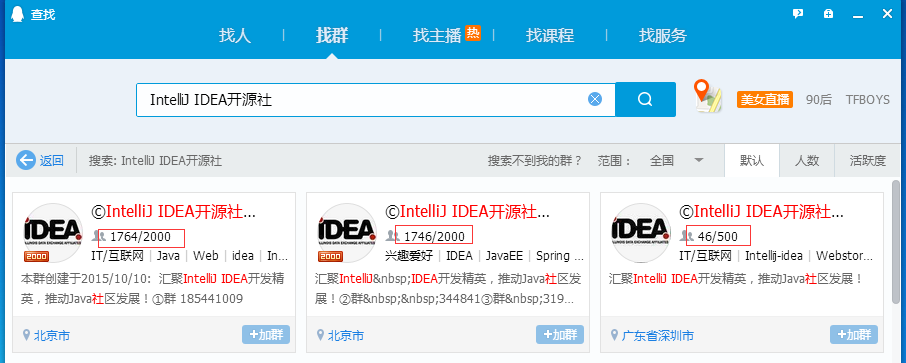 查找
找人
找群
找主播 热
找课程
找服务
IntelliJ IDEA开源社
美女直播 90后 TFBOYS
返回 搜索: IntelliJ IDEA开源社 搜索不到我的群？ 范围： 全国 默认 人数 活跃度
IDEA
2000
©IntelliJ IDEA开源社...
1764/2000
IT/互联网 Java Web idea In...
本群创建于2015/10/10：汇聚IntelliJ IDEA开发精
英，推动Java社区发展！①群 185441009
北京市 +加群
IDEA
2000
©IntelliJ IDEA开源社...
1746/2000
兴趣爱好 IDEA JavaEE Spring ...
汇聚IntelliJ&nbsp;IDEA开发精英，推动Java社区发
展！②群&nbsp;&nbsp;344841③群&nbsp;319...
北京市 +加群
IDEA
©IntelliJ IDEA开源社...
46/500
IT/互联网 Intellij-idea Webstor...
汇聚IntelliJ IDEA开发精英，推动Java社区发展！
广东省深圳市 +加群